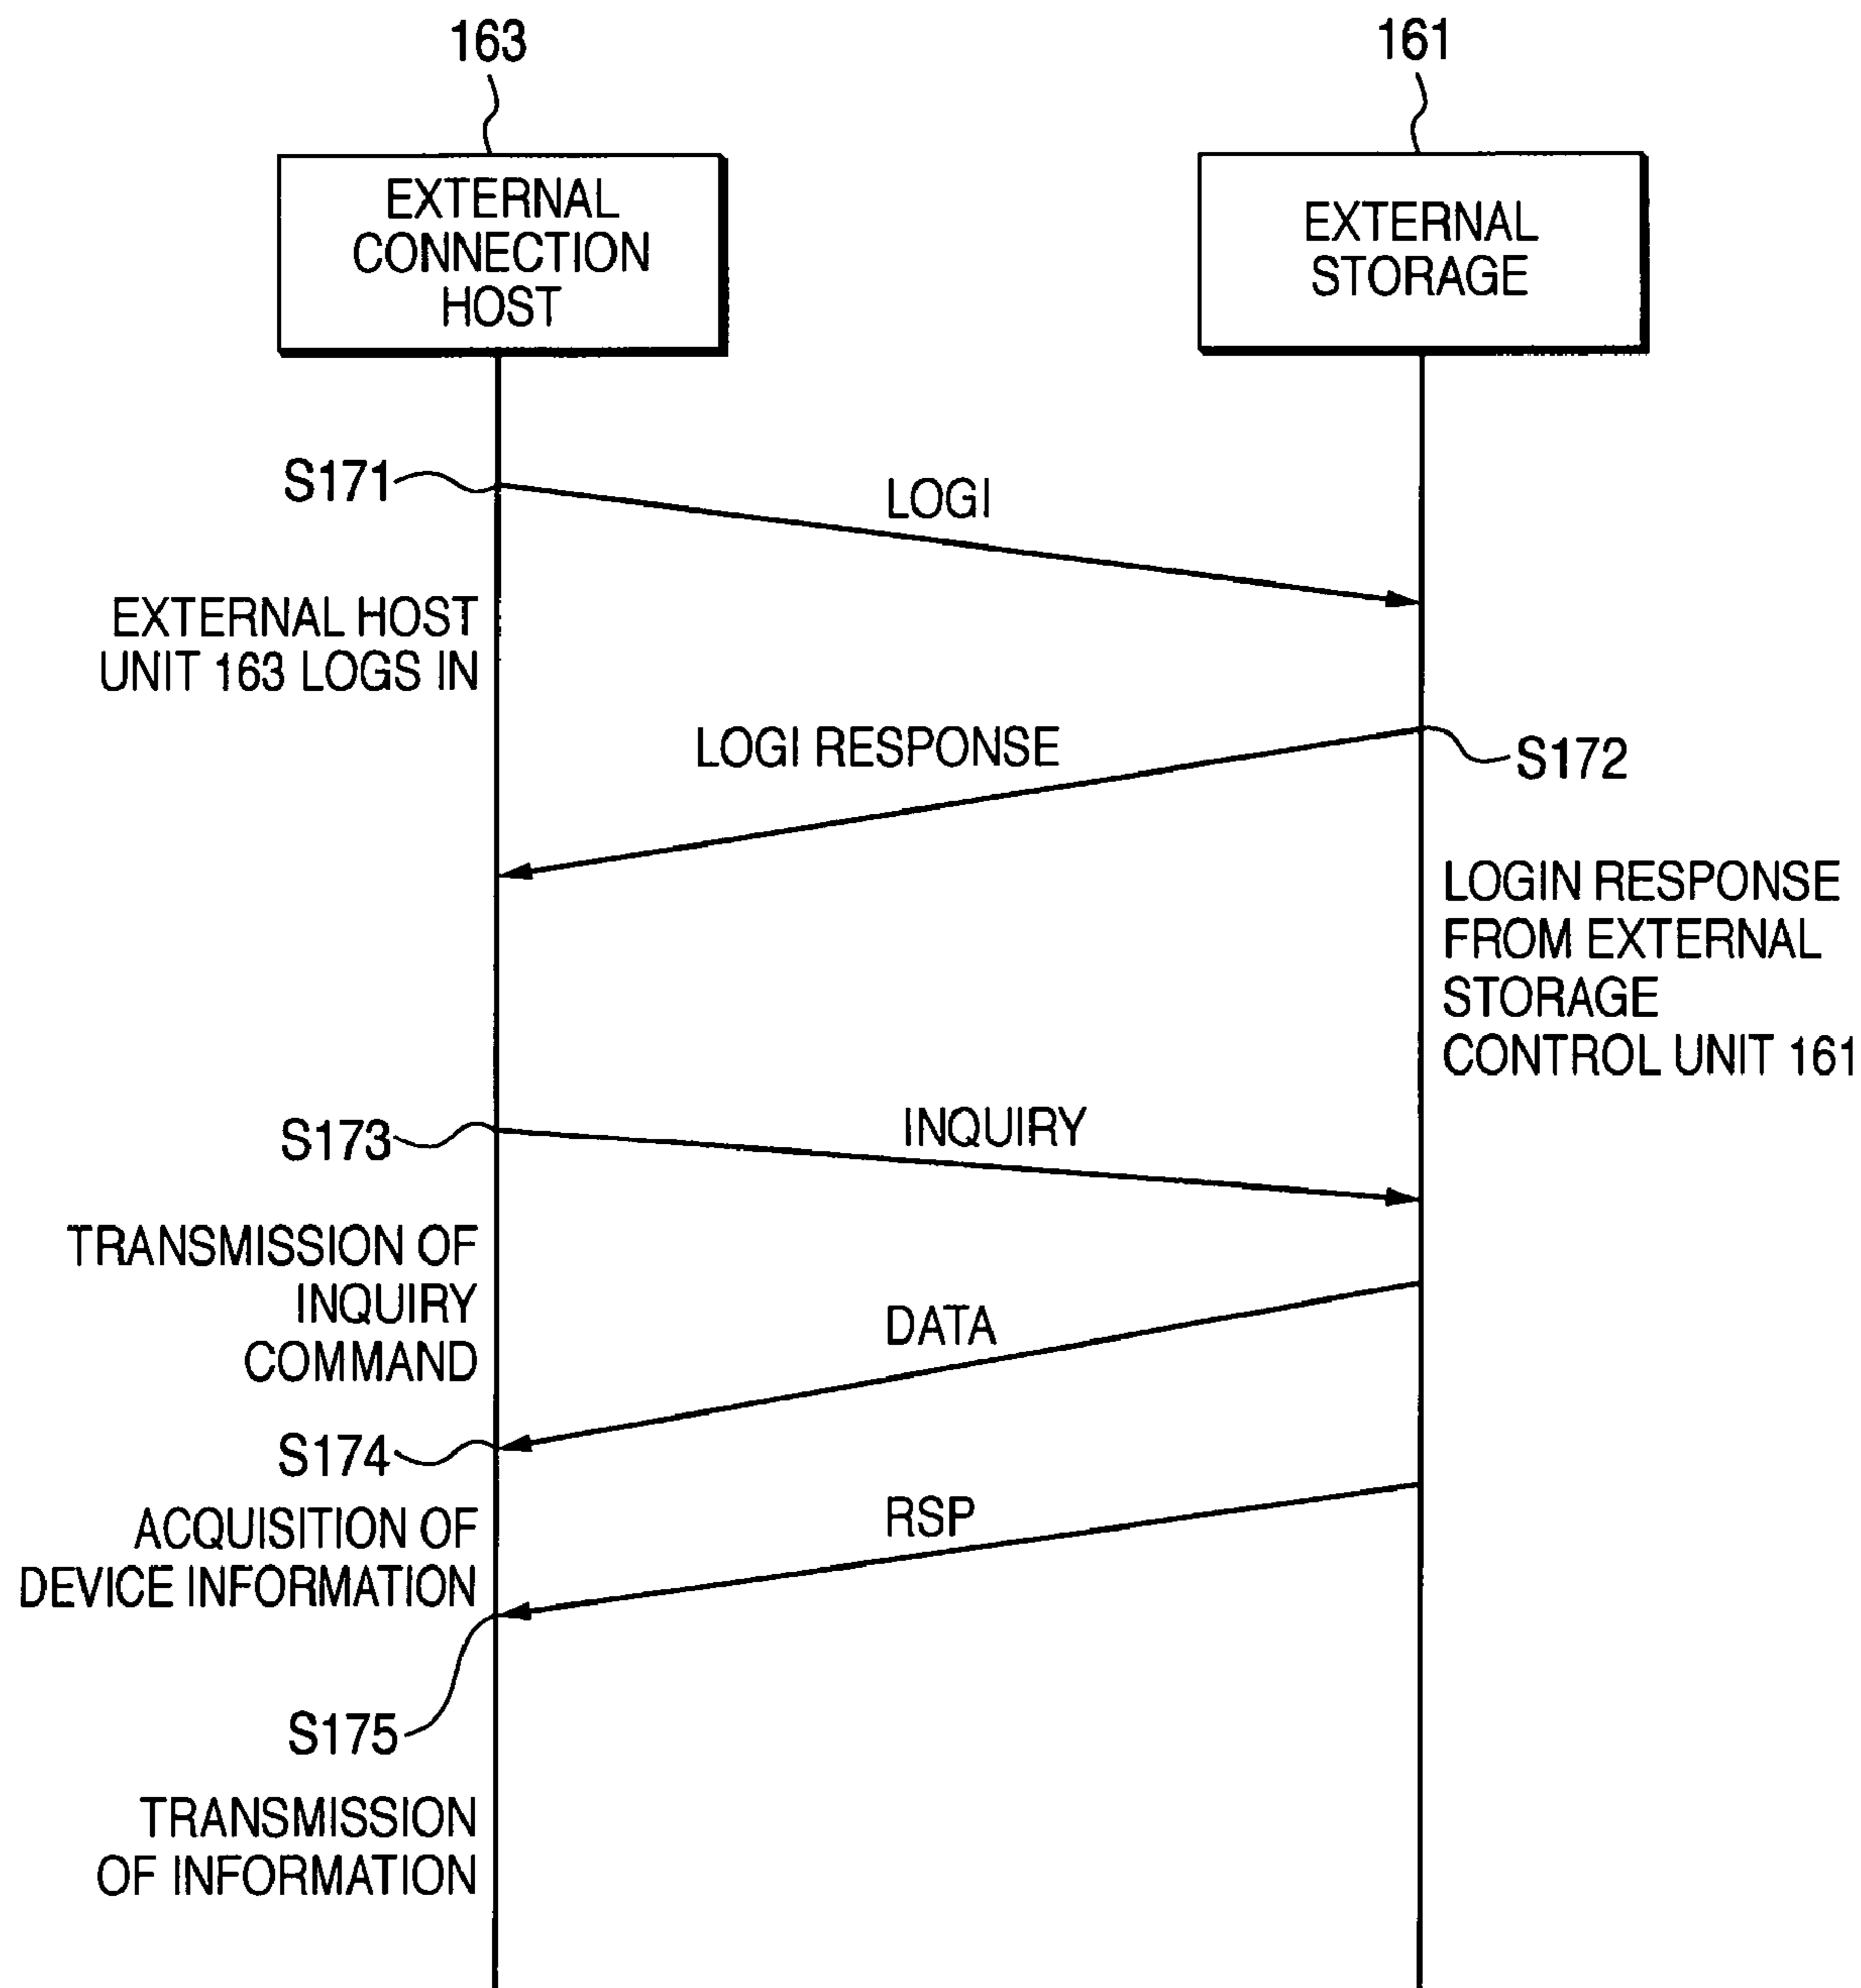 163
161
EXTERNAL
CONNECTION
HOST
EXTERNAL
STORAGE
S171
LOGI
EXTERNAL HOST
UNIT 163 LOGS IN
LOGI RESPONSE
S172
LOGIN RESPONSE
FROM EXTERNAL
STORAGE
CONTROL UNIT 161
S173
INQUIRY
TRANSMISSION OF
INQUIRY
COMMAND
DATA
S174
ACQUISITION OF
DEVICE INFORMATION
RSP
S175
TRANSMISSION
OF INFORMATION